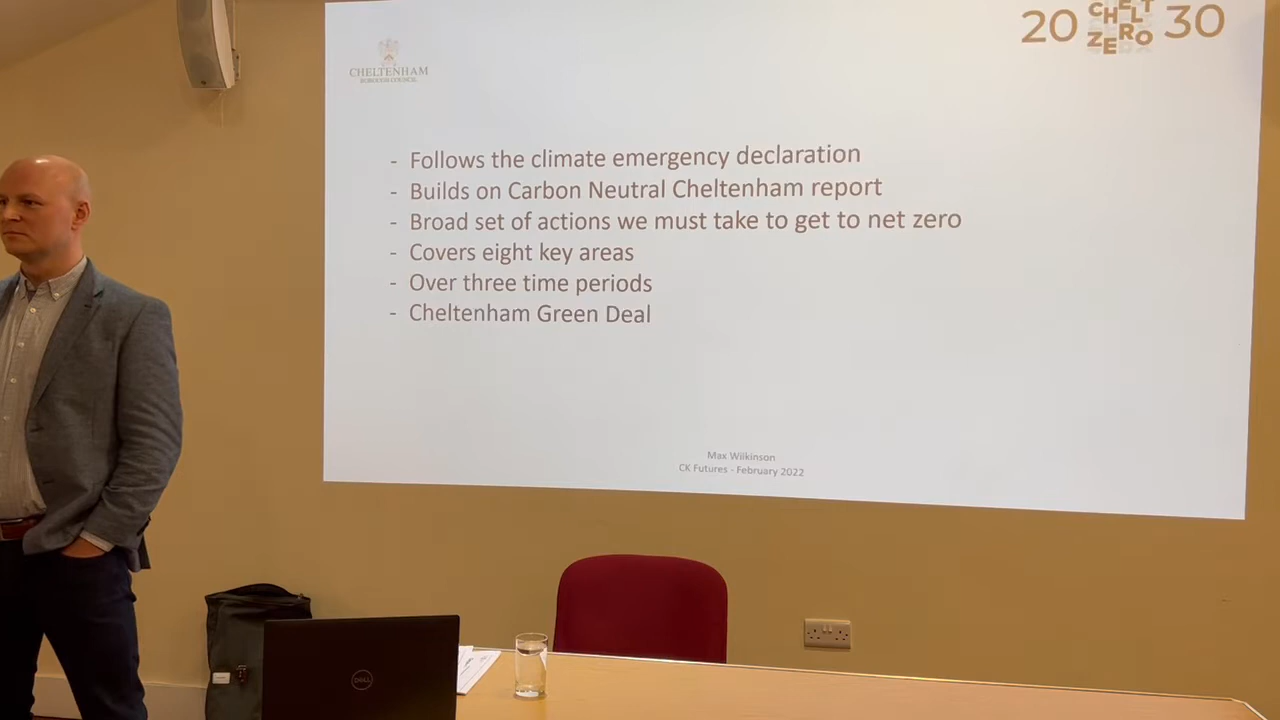 CHELTENHAM
BOROUGH COUNCIL
20 CHELT ZERO 30
- Follows the climate emergency declaration
- Builds on Carbon Neutral Cheltenham report
- Broad set of actions we must take to get to net zero
- Covers eight key areas
- Over three time periods
- Cheltenham Green Deal
Max Wilkinson
CK Futures - February 2022
DELL